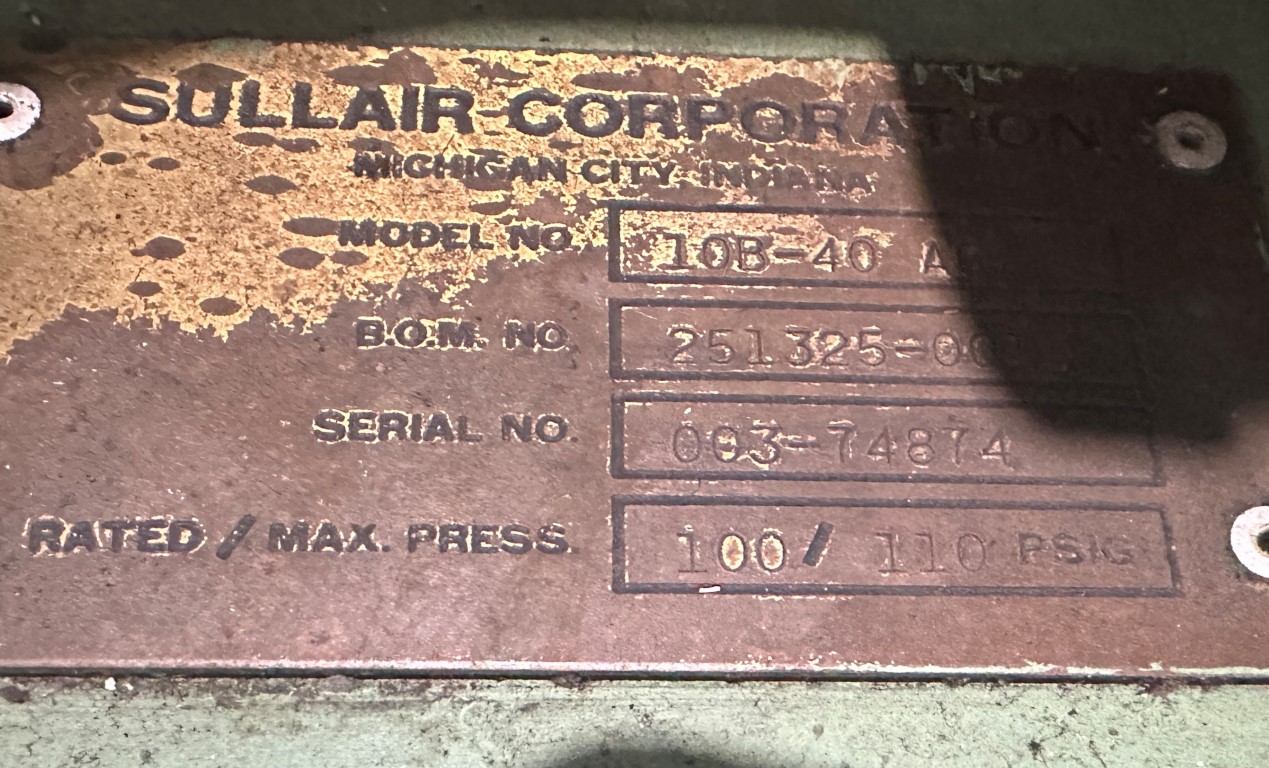 SULLAIR CORPORATION
MICHIGAN CITY, INDIANA
MODEL NO. 10B-40
B.O.M. NO. 
SERIAL NO. 003-74874
RATED / MAX. PRESS. 100 / 110 PSIG